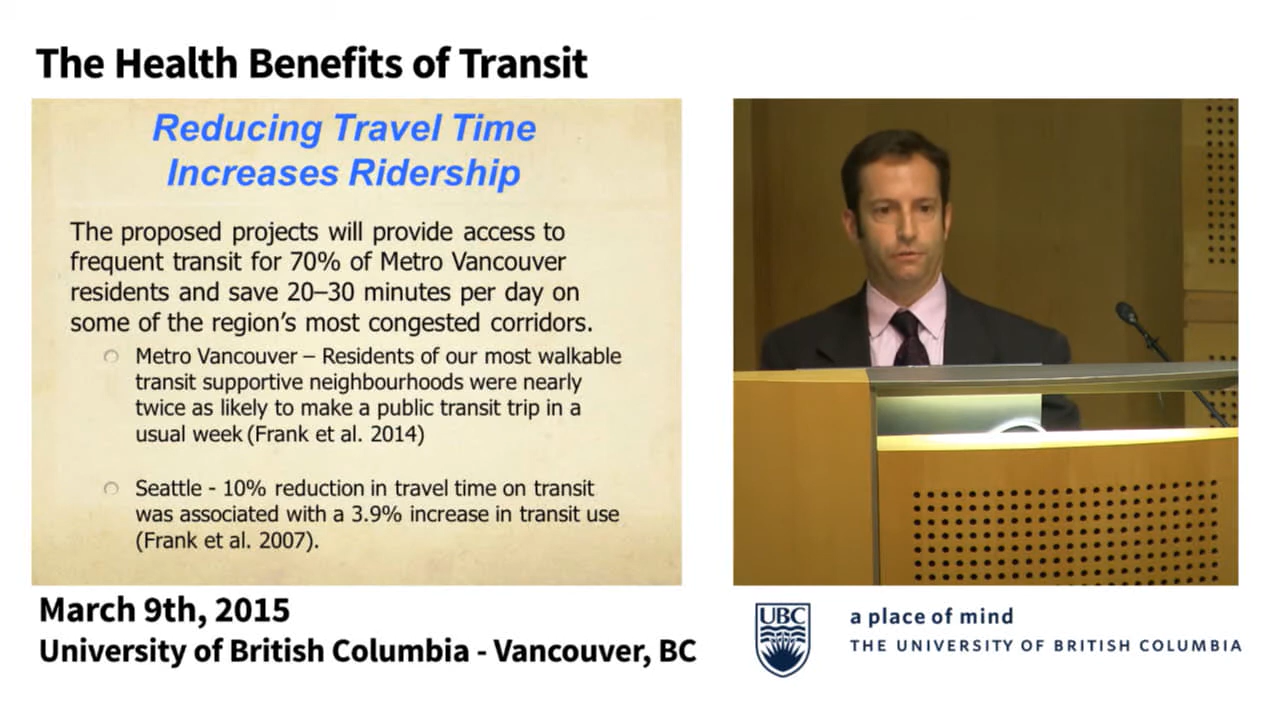 The Health Benefits of Transit
Reducing Travel Time
Increases Ridership
The proposed projects will provide access to
frequent transit for 70% of Metro Vancouver
residents and save 20–30 minutes per day on
some of the region's most congested corridors.
Metro Vancouver – Residents of our most walkable
transit supportive neighbourhoods were nearly
twice as likely to make a public transit trip in a
usual week (Frank et al. 2014)
Seattle - 10% reduction in travel time on transit
was associated with a 3.9% increase in transit use
(Frank et al. 2007).
March 9th, 2015
University of British Columbia - Vancouver, BC
UBC
a place of mind
THE UNIVERSITY OF BRITISH COLUMBIA